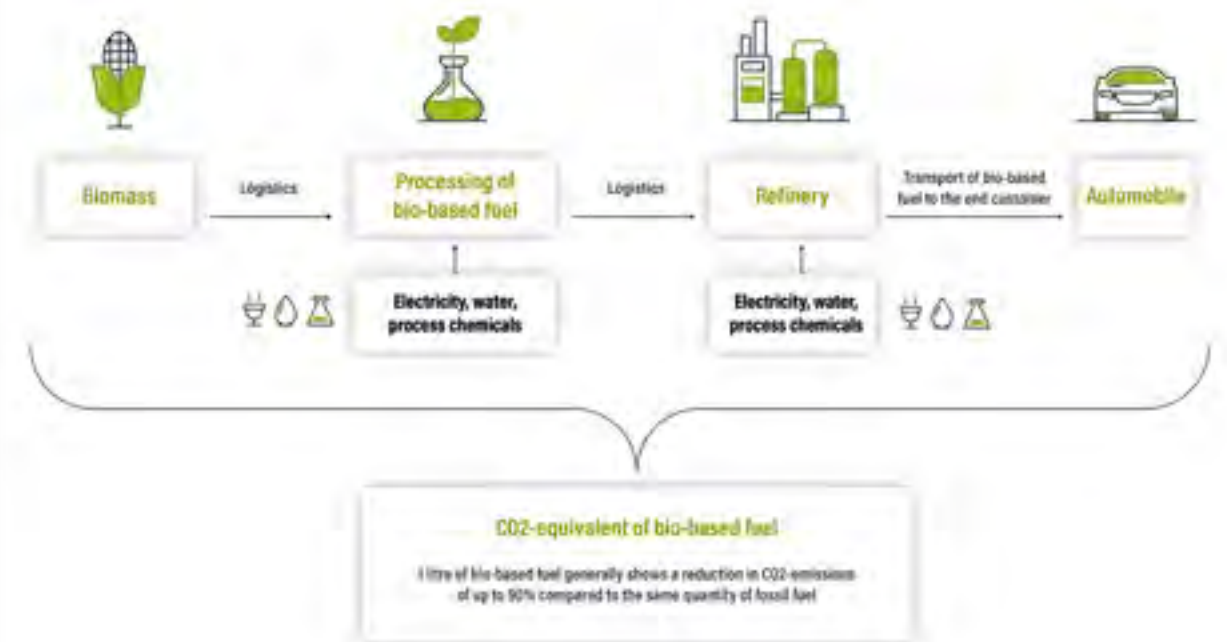 Biomass
Logistics
Processing of
bio-based fuel
Logistics
Refinery
Transport of bio-based
fuel to the end customer
Automobile
Electricity, water,
process chemicals
Electricity, water,
process chemicals
CO2-equivalent of bio-based fuel
1 litre of bio-based fuel generally shows a reduction in CO2-emissions
of up to 90% compared to the same quantity of fossil fuel